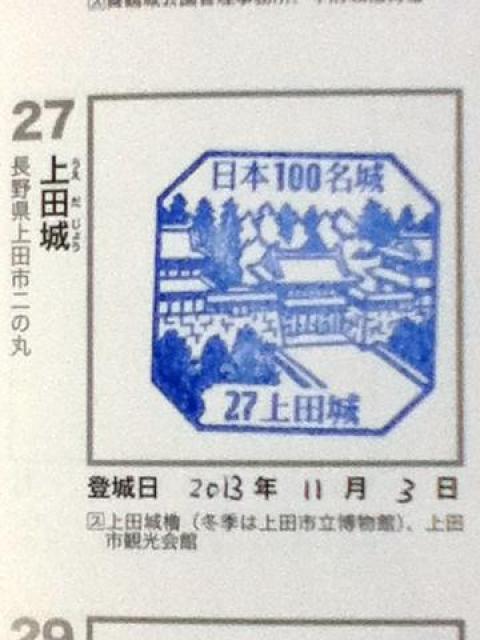 27
上田城
うえ だ じょう
長野県上田市二の丸
日本100名城
27上田城
登城日 2013年 11月 3日
ス上田城櫓（冬季は上田市立博物館）、上田
市観光会館
29